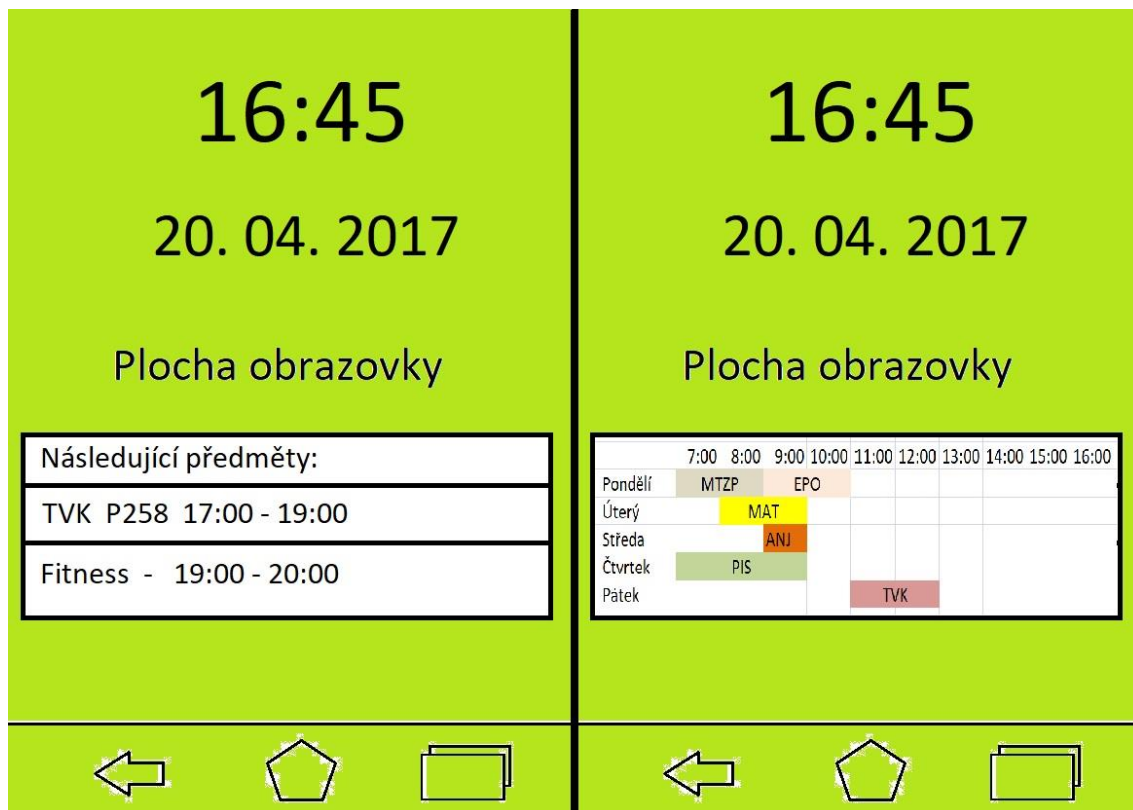 16:45
20. 04. 2017
Plocha obrazovky
Následující předměty:
TVK P258 17:00 - 19:00
Fitness - 19:00 - 20:00
16:45
20. 04. 2017
Plocha obrazovky
7:00 8:00 9:00 10:00 11:00 12:00 13:00 14:00 15:00 16:00
Pondělí MTZP EPO
Úterý MAT
Středa ANJ
Čtvrtek PIS
Pátek TVK